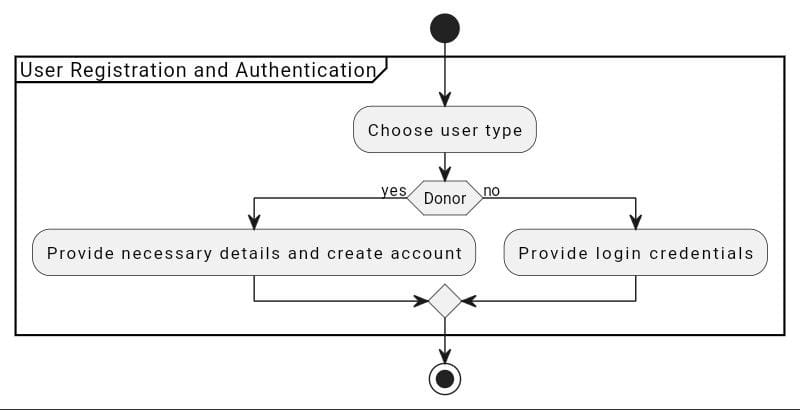 User Registration and Authentication
Choose user type
yes
Donor
no
Provide necessary details and create account
Provide login credentials